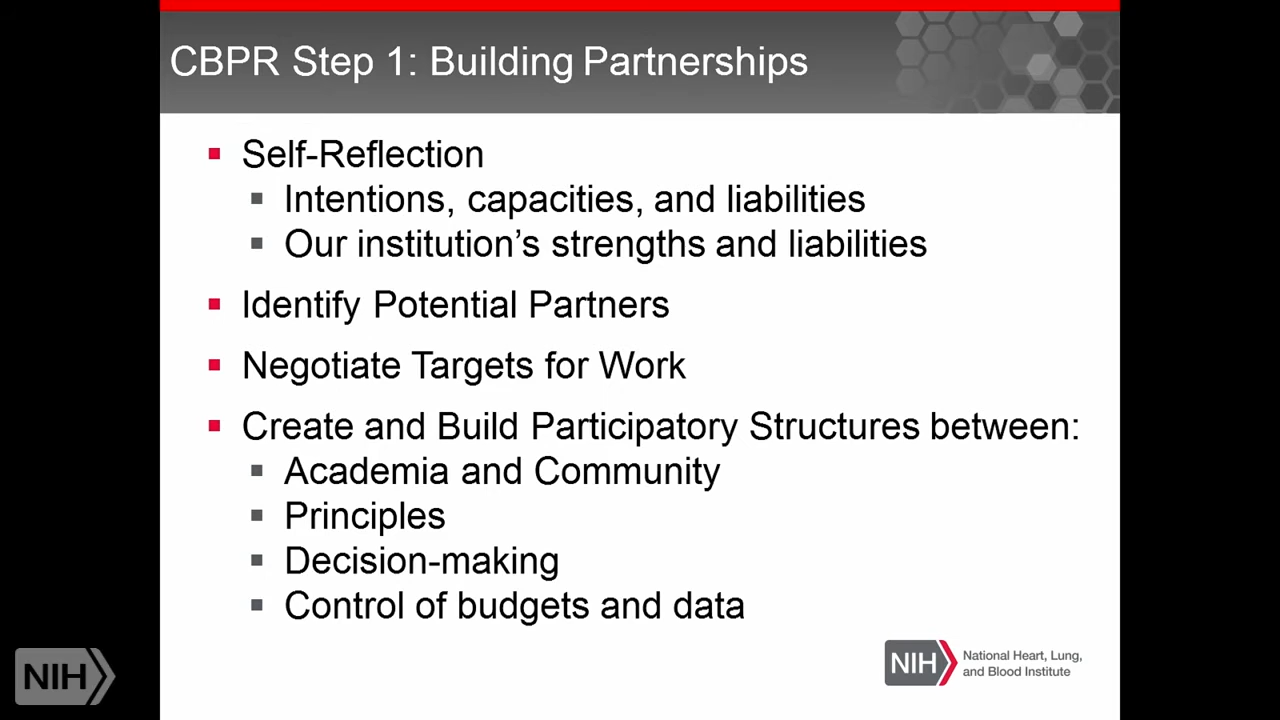 CBPR Step 1: Building Partnerships
Self-Reflection
Intentions, capacities, and liabilities
Our institution’s strengths and liabilities
Identify Potential Partners
Negotiate Targets for Work
Create and Build Participatory Structures between:
Academia and Community
Principles
Decision-making
Control of budgets and data
NIH
National Heart, Lung,
and Blood Institute
NIH